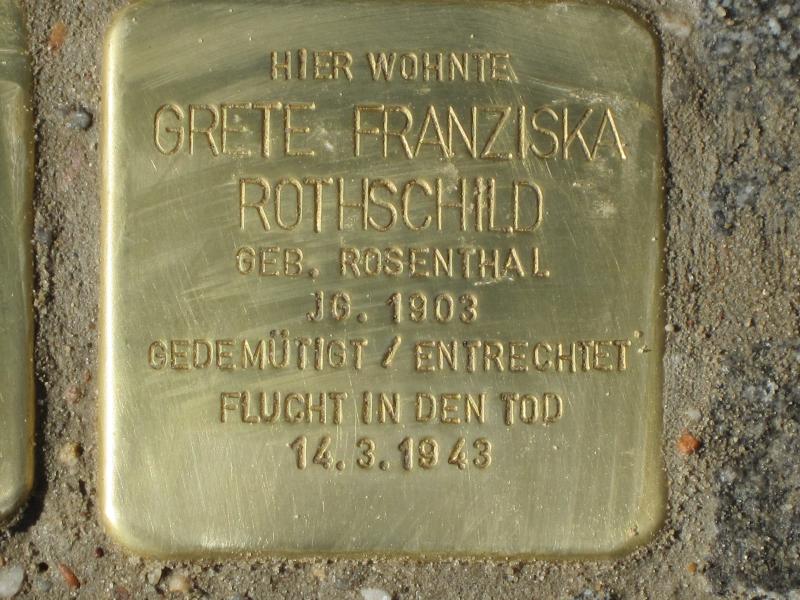 HIER WOHNTE
GRETE FRANZISKA
ROTHSCHILD
GEB. ROSENTHAL
JG. 1903
GEDEMÜTIGT / ENTRECHTET
FLUCHT IN DEN TOD
14.3.1943